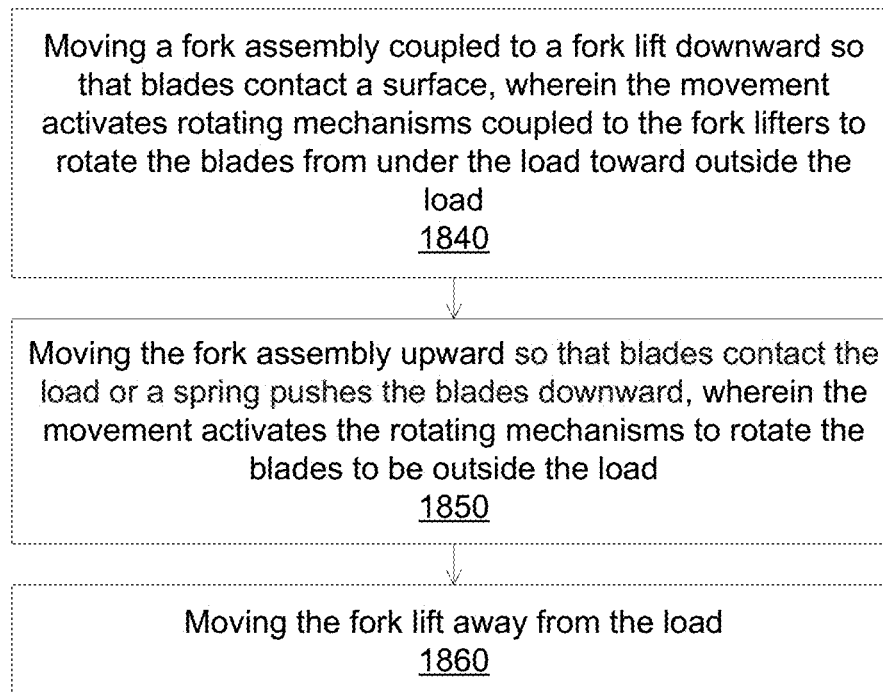 Moving a fork assembly coupled to a fork lift downward so
that blades contact a surface, wherein the movement
activates rotating mechanisms coupled to the fork lifters to
rotate the blades from under the load toward outside the
load
1840
Moving the fork assembly upward so that blades contact the
load or a spring pushes the blades downward, wherein the
movement activates the rotating mechanisms to rotate the
blades to be outside the load
1850
Moving the fork lift away from the load
1860